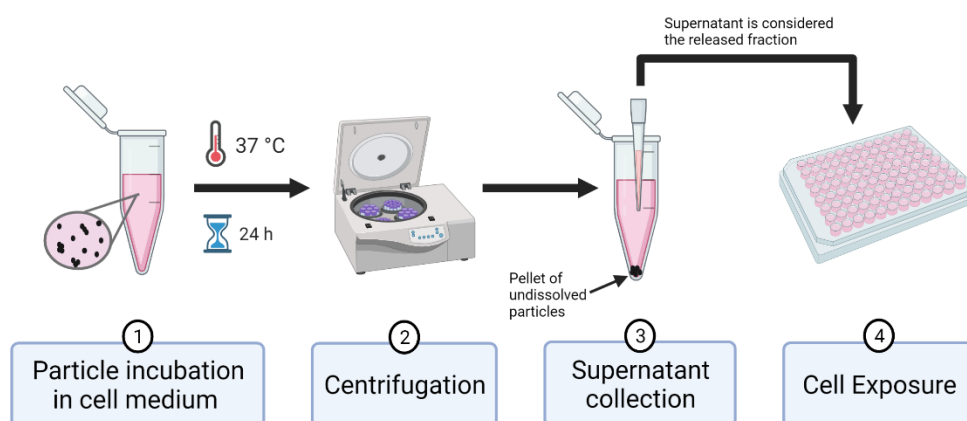 Supernatant is considered
the released fraction
37 °C
24 h
Pellet of
undissolved
particles
1
Particle incubation
in cell medium
2
Centrifugation
3
Supernatant
collection
4
Cell Exposure